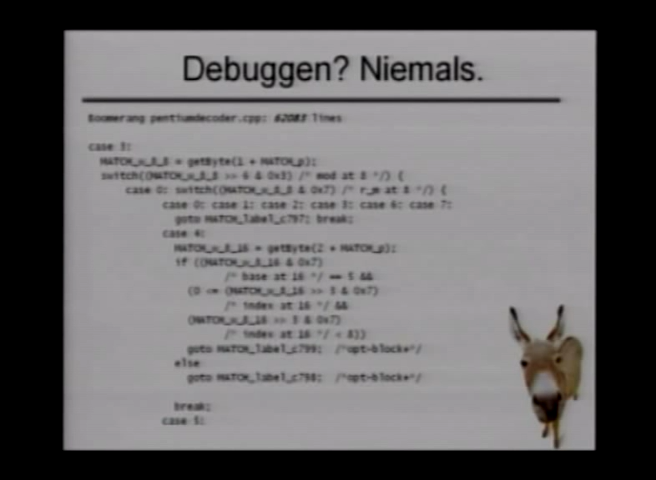 Debuggen? Niemals.
Boomerang pentiumdecoder.cpp: 62083 lines
case 3:
MATCH_w_8_8 = getByte(1 + MATCH_p);
switch((MATCH_w_8_8 >> 6 & 0x3) /* mod at 8 */) {
case 0: switch((MATCH_w_8_8 & 0x7) /* r_m at 8 */) {
case 0: case 1: case 2: case 3: case 6: case 7:
goto MATCH_label_c797; break;
case 4:
MATCH_w_8_16 = getByte(2 + MATCH_p);
if ((MATCH_w_8_16 & 0x7)
/* base at 16 */ == 5 &&
(0 <= (MATCH_w_8_16 >> 3 & 0x7)
/* index at 16 */ &&
(MATCH_w_8_16 >> 3 & 0x7)
/* index at 16 */ < 8))
goto MATCH_label_c799; /*opt-block+*/
else
goto MATCH_label_c798; /*opt-block+*/
break;
case 5: